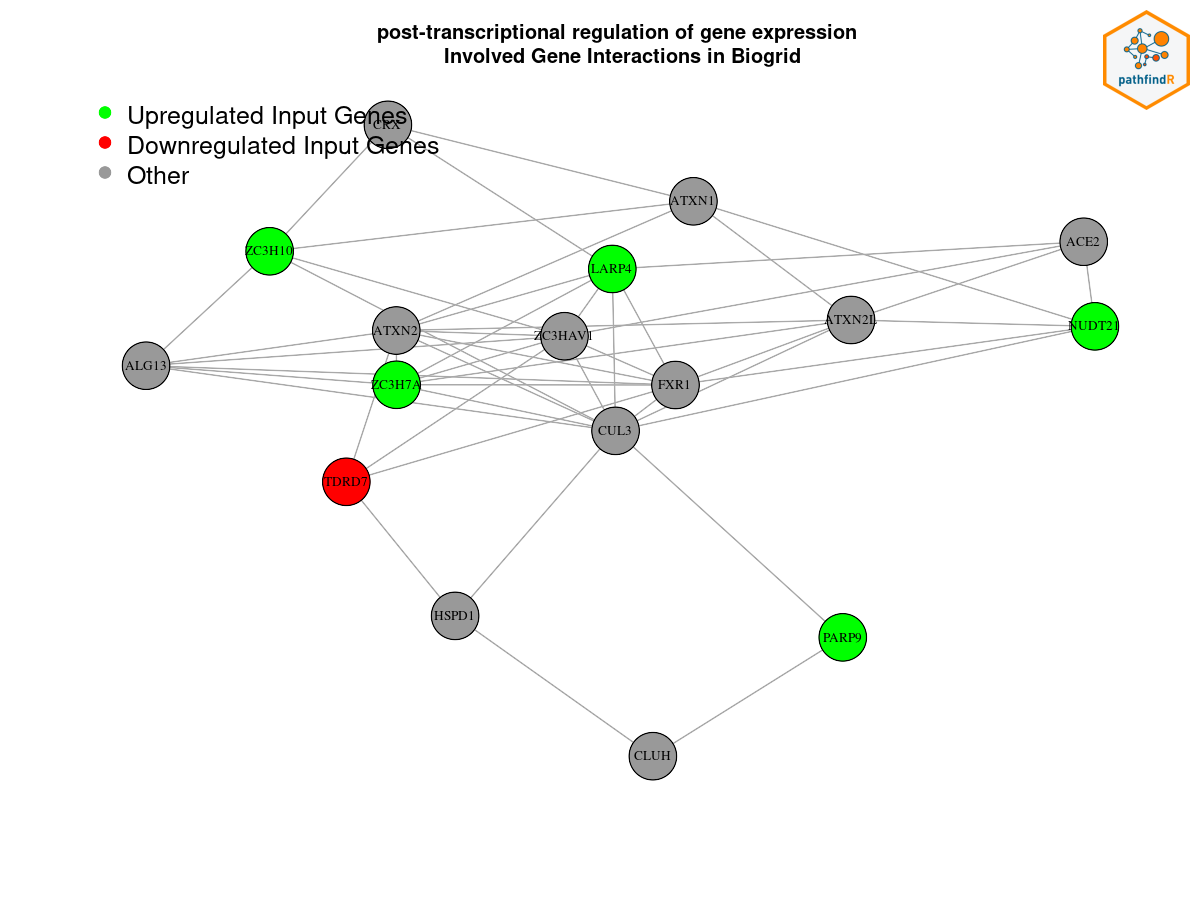 post-transcriptional regulation of gene expression
Involved Gene Interactions in Biogrid
pathfindR
Upregulated Input Genes
CRX
Downregulated Input Genes
Other
ATXN1
ACE2
ZC3H10
LARP4
ATXN2L
NUDT21
ATXN2
ZC3HAV1
ALG13
ZC3H7A
FXR1
CUL3
TDRD7
HSPD1
PARP9
CLUH